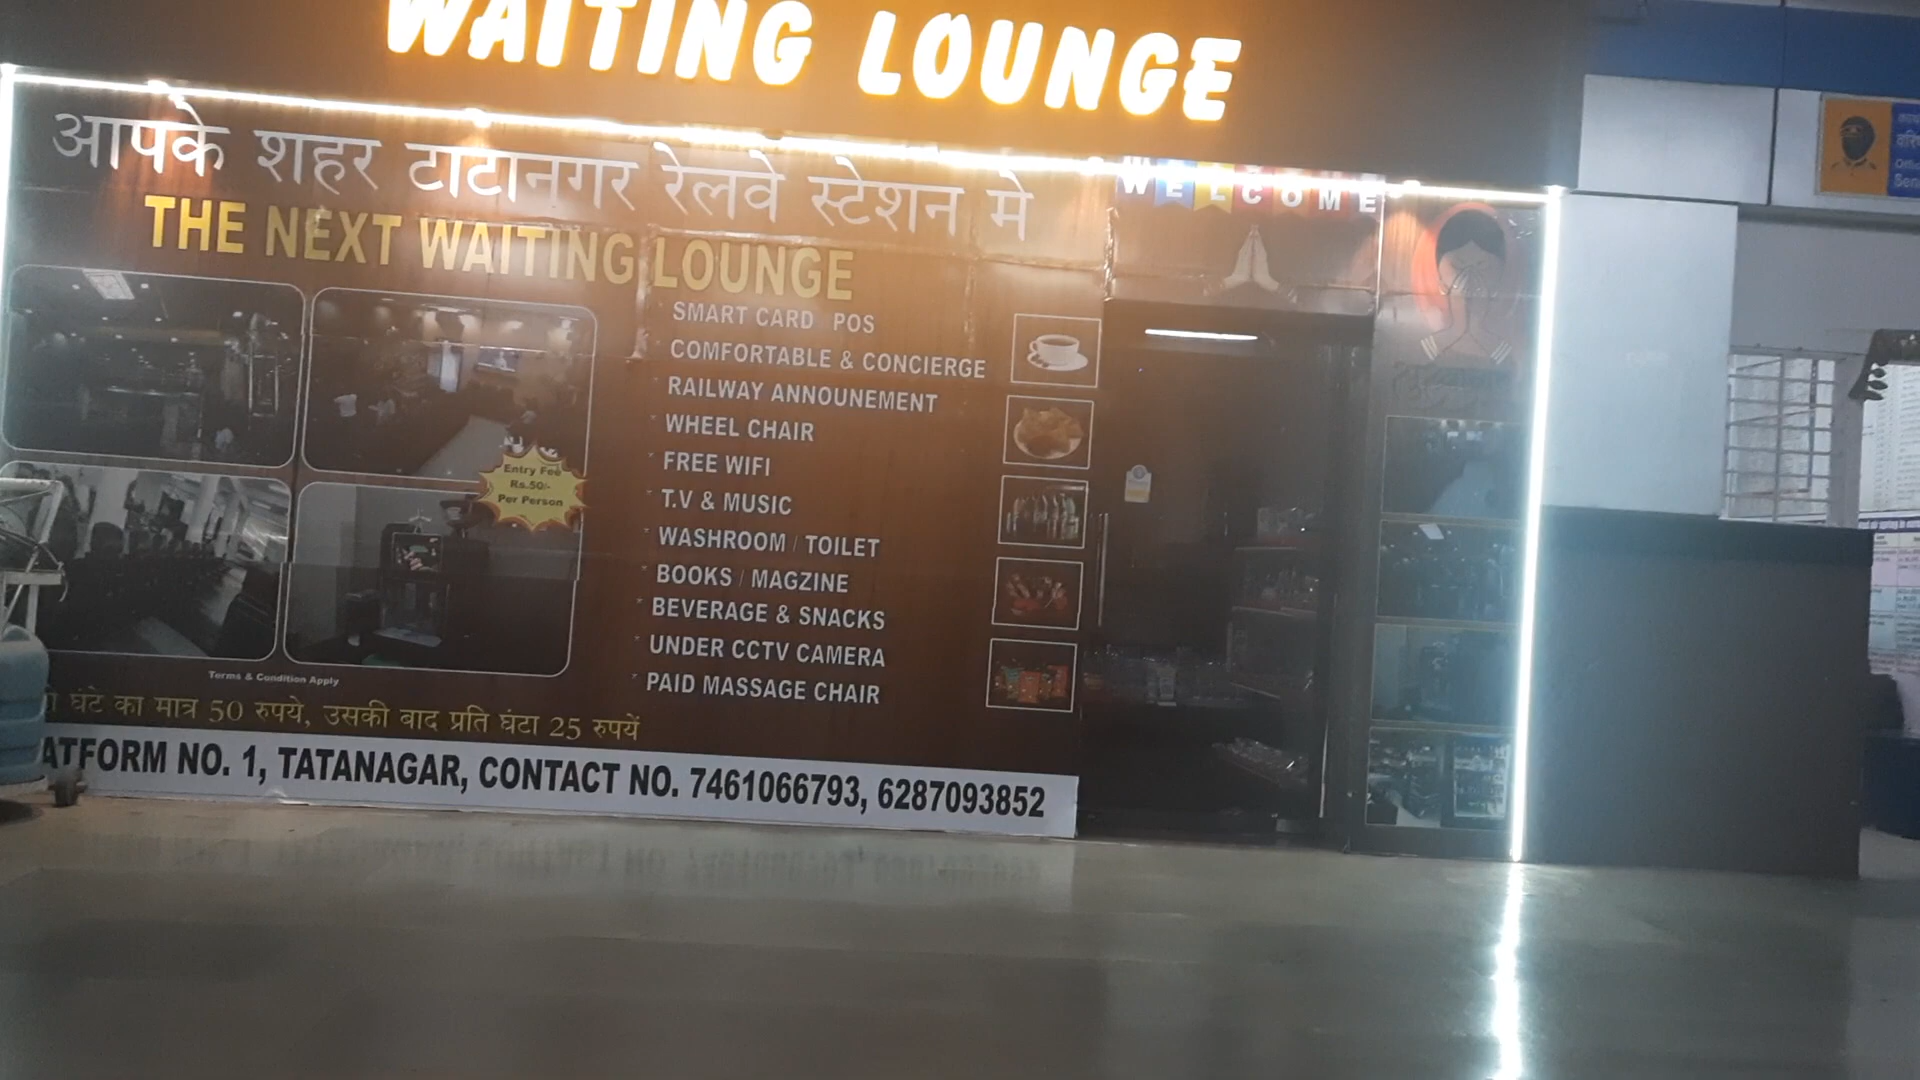 WAITING LOUNGE
आपके शहर टाटानगर रेलवे स्टेशन मे
WELCOME
THE NEXT WAITING LOUNGE
SMART CARD POS
COMFORTABLE & CONCIERGE
RAILWAY ANNOUNEMENT
WHEEL CHAIR
FREE WIFI
T.V & MUSIC
WASHROOM / TOILET
BOOKS / MAGZINE
BEVERAGE & SNACKS
UNDER CCTV CAMERA
PAID MASSAGE CHAIR
Entry Fee
Rs.50/-
Per Person
Terms & Condition Apply
घंटे का मात्र 50 रुपये, उसकी बाद प्रति घंटा 25 रुपयें
ATFORM NO. 1, TATANAGAR, CONTACT NO. 7461066793, 6287093852